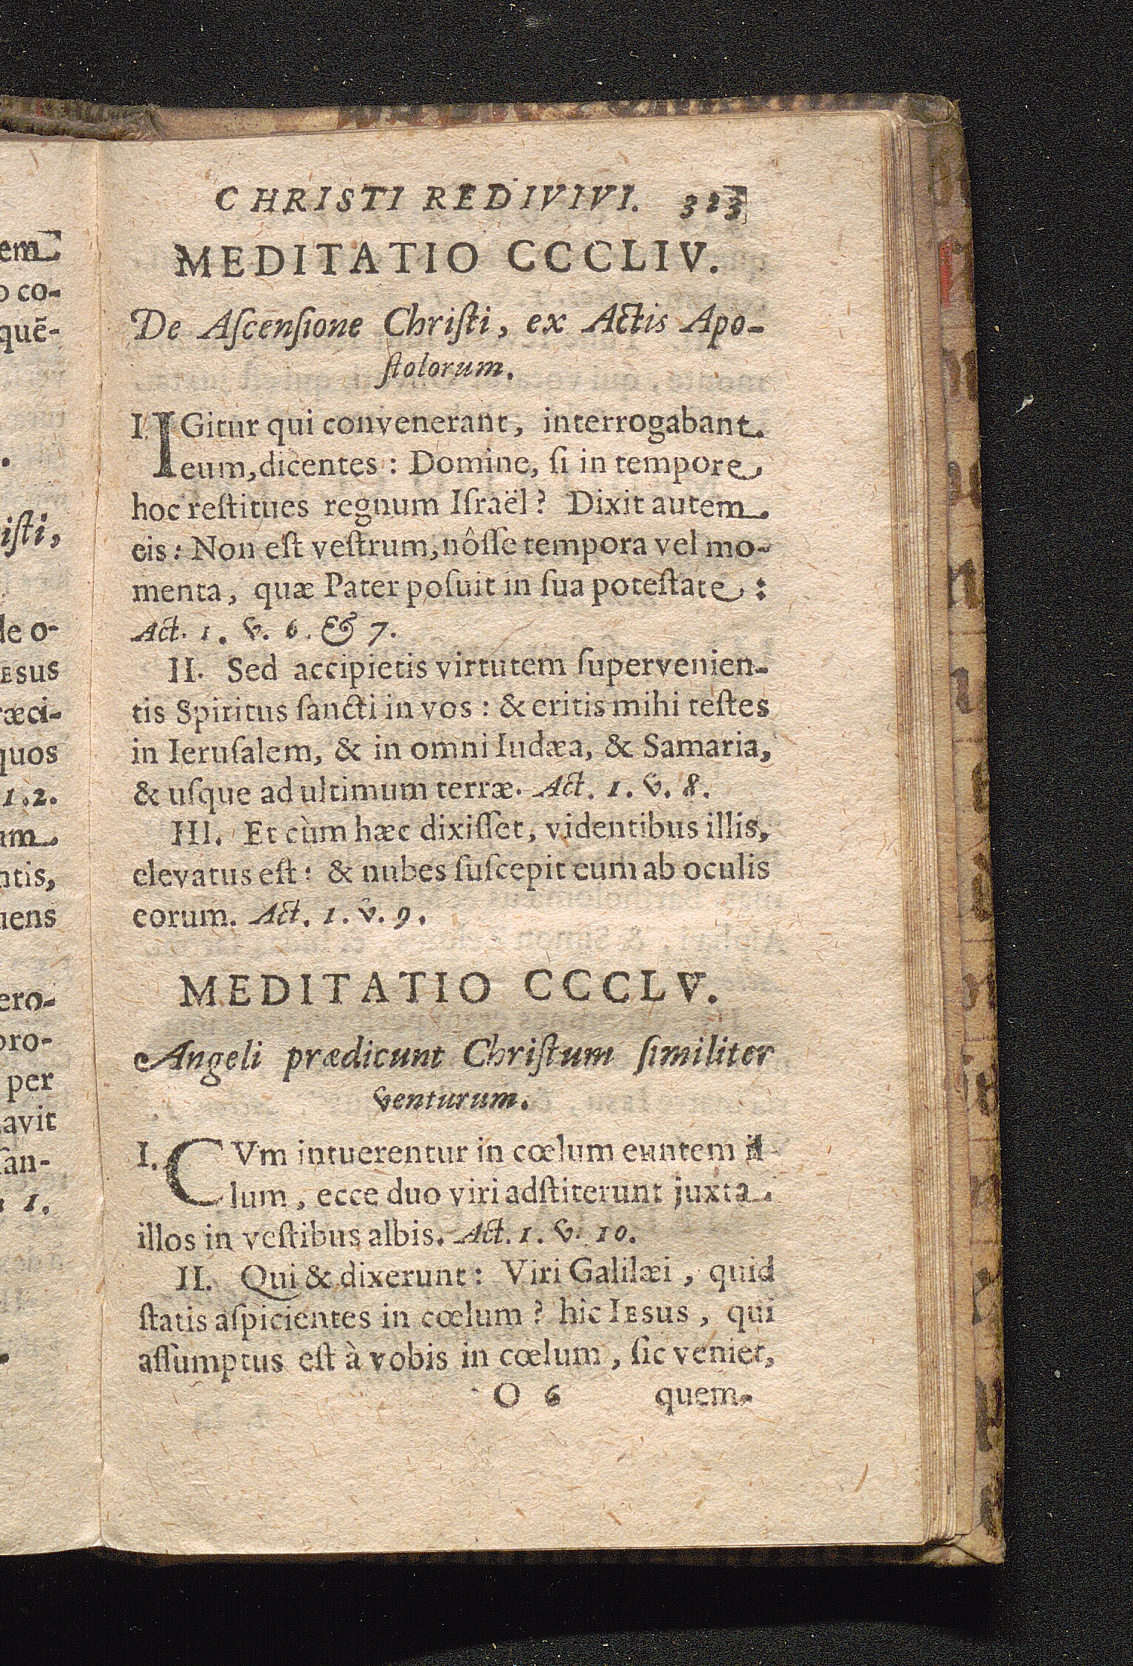 CHRISTI REDIVIVI. 323
MEDITATIO CCCLIV.
De Aſcenſione Chriſti, ex Actis Apo-
ſtolorum.
I. IGitur qui convenerant, interrogabant
eum, dicentes : Domine, ſi in tempore
hoc reſtitues regnum Iſraël ? Dixit autem
eis : Non eſt veſtrum, nôſſe tempora vel mo-
menta, quæ Pater poſuit in ſua poteſtate :
Act. 1. v. 6. & 7.
II. Sed accipietis virtutem ſupervenien-
tis Spiritus ſancti in vos : & eritis mihi teſtes
in Ieruſalem, & in omni Iudæa, & Samaria,
& uſque ad ultimum terræ. Act. 1. v. 8.
III. Et cùm hæc dixiſſet, videntibus illis,
elevatus eſt : & nubes ſuſcepit eum ab oculis
eorum. Act. 1. v. 9.
MEDITATIO CCCLV.
Angeli prædicunt Chriſtum ſimiliter
venturum.
I. CVm intuerentur in cœlum euntem il-
lum, ecce duo viri adſtiterunt juxta
illos in veſtibus albis. Act. 1. v. 10.
II. Qui & dixerunt : Viri Galilæi, quid
ſtatis aſpicientes in cœlum ? hic IESUS, qui
aſſumptus eſt à vobis in cœlum, ſic veniet,
O 6 quem-